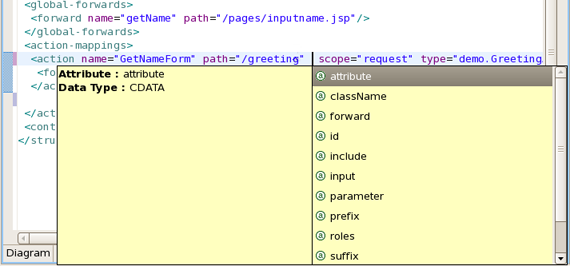 <global-forwards>
<forward name="getName" path="/pages/inputname.jsp"/>
</global-forwards>
<action-mappings>
<action name="GetNameForm" path="/greeting" scope="request" type="demo.Greeting
<fo
</ac
</act
<cont
</stru
Attribute : attribute
Data Type : CDATA
attribute
className
forward
id
include
input
parameter
prefix
roles
suffix
Diagram